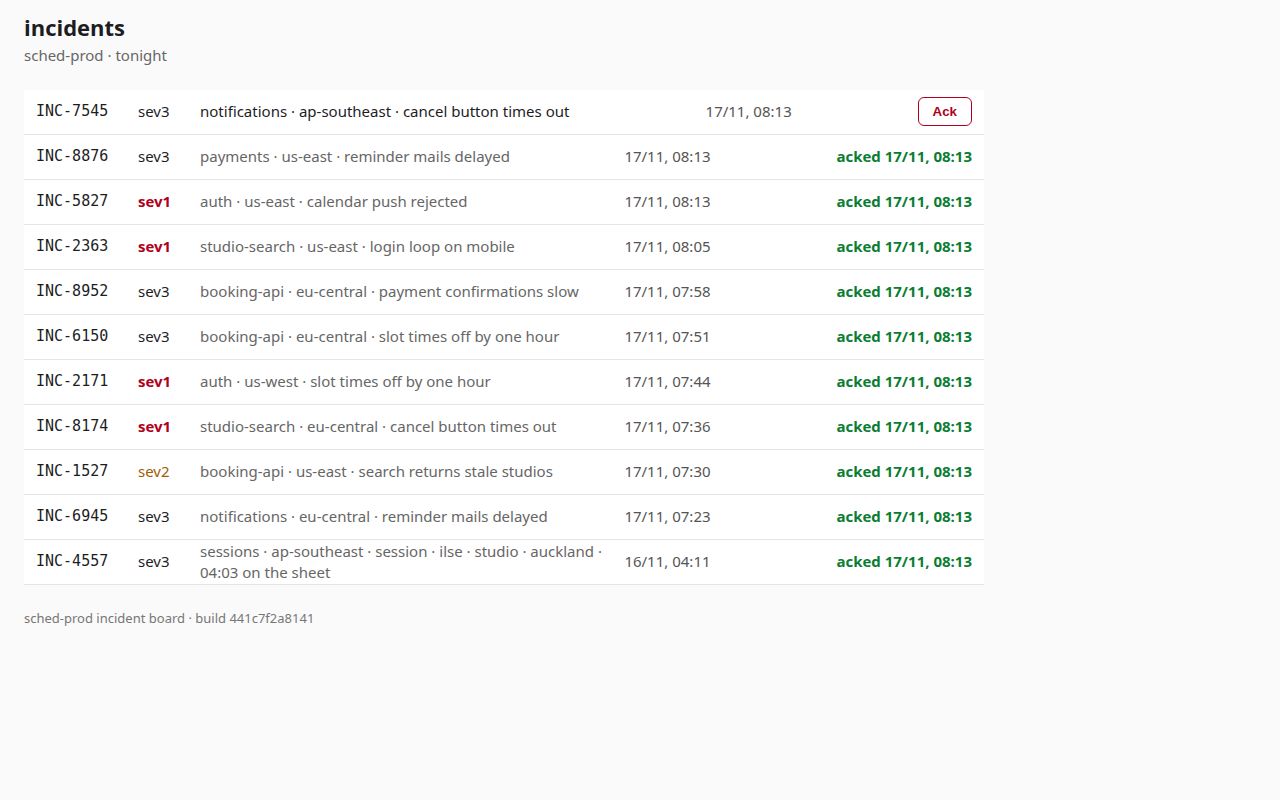 incidents
sched-prod · tonight
INC-7545 sev3 notifications · ap-southeast · cancel button times out 17/11, 08:13 Ack
INC-8876 sev3 payments · us-east · reminder mails delayed 17/11, 08:13 acked 17/11, 08:13
INC-5827 sev1 auth · us-east · calendar push rejected 17/11, 08:13 acked 17/11, 08:13
INC-2363 sev1 studio-search · us-east · login loop on mobile 17/11, 08:05 acked 17/11, 08:13
INC-8952 sev3 booking-api · eu-central · payment confirmations slow 17/11, 07:58 acked 17/11, 08:13
INC-6150 sev3 booking-api · eu-central · slot times off by one hour 17/11, 07:51 acked 17/11, 08:13
INC-2171 sev1 auth · us-west · slot times off by one hour 17/11, 07:44 acked 17/11, 08:13
INC-8174 sev1 studio-search · eu-central · cancel button times out 17/11, 07:36 acked 17/11, 08:13
INC-1527 sev2 booking-api · us-east · search returns stale studios 17/11, 07:30 acked 17/11, 08:13
INC-6945 sev3 notifications · eu-central · reminder mails delayed 17/11, 07:23 acked 17/11, 08:13
INC-4557 sev3 sessions · ap-southeast · session · ilse · studio · auckland · 16/11, 04:11 acked 17/11, 08:13
04:03 on the sheet
sched-prod incident board · build 441c7f2a8141